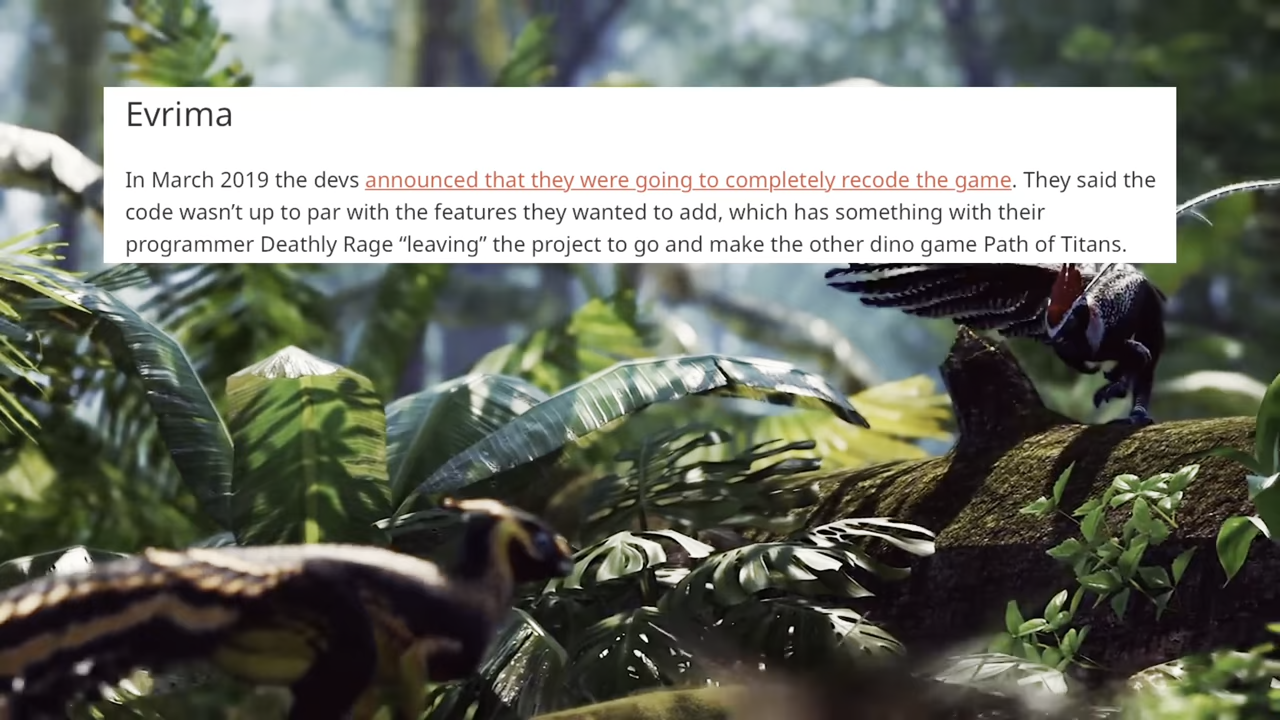 Evrima
In March 2019 the devs announced that they were going to completely recode the game. They said the
code wasn’t up to par with the features they wanted to add, which has something with their
programmer Deathly Rage “leaving” the project to go and make the other dino game Path of Titans.